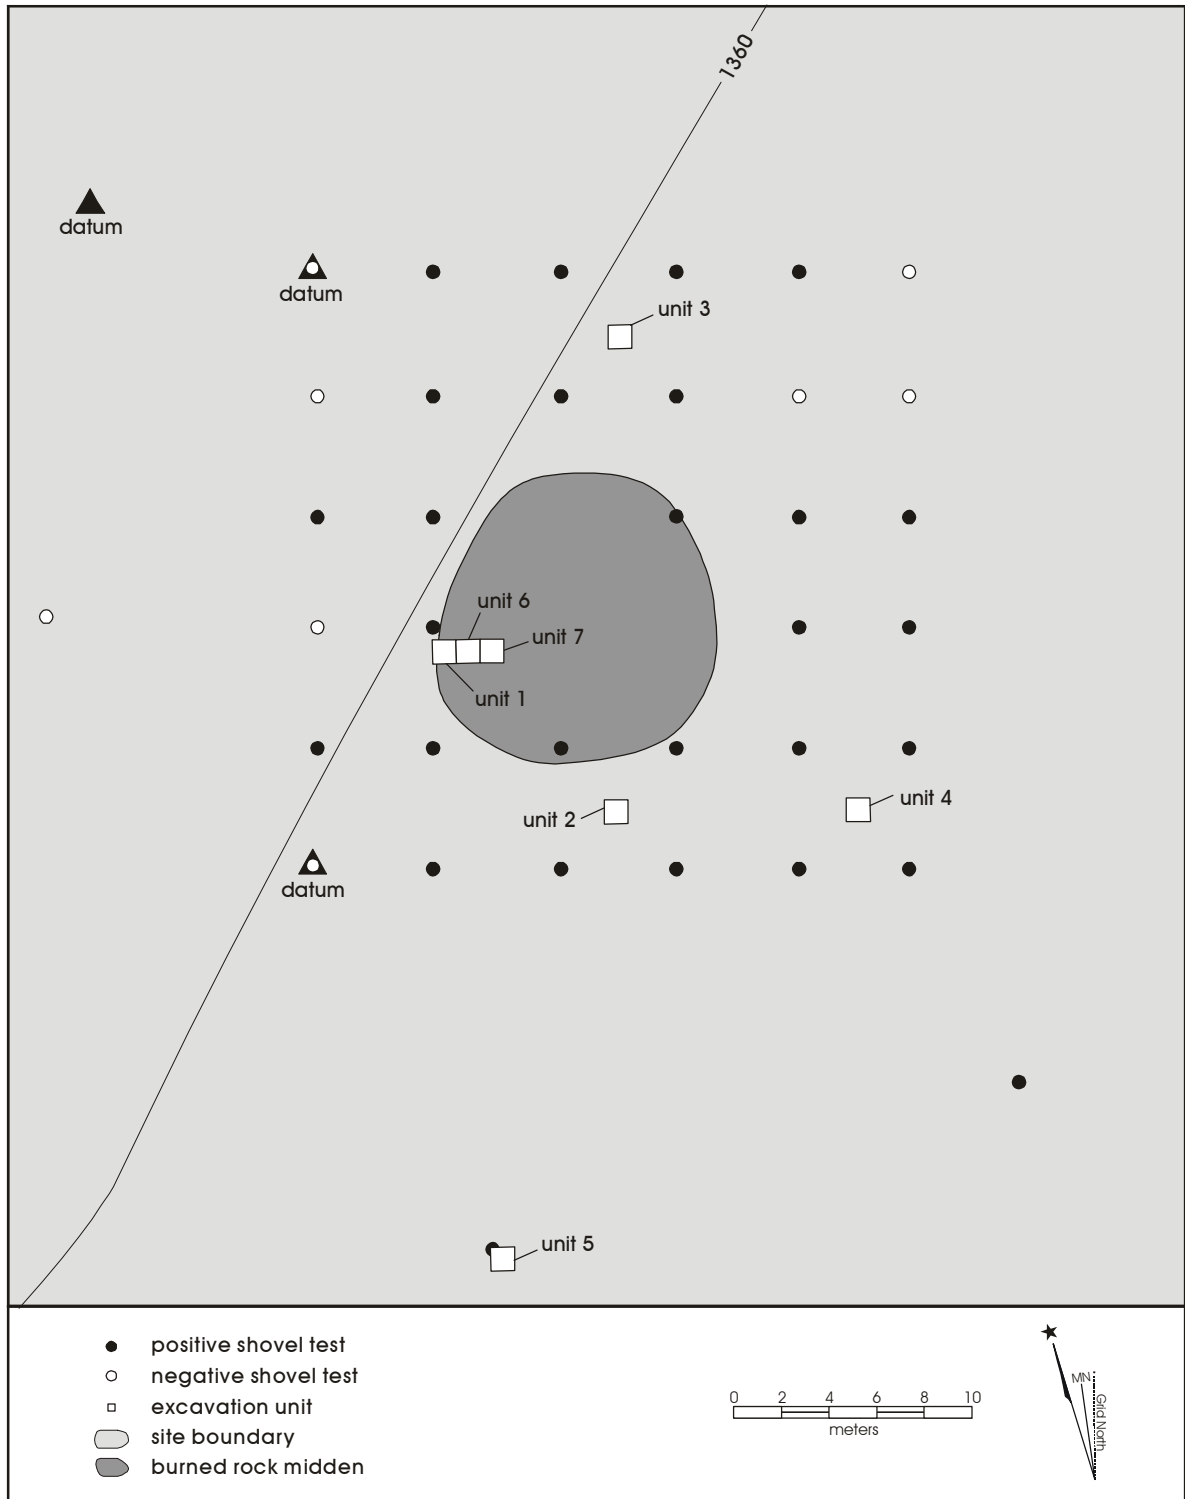 1360
datum
datum
unit 3
unit 6
unit 7
unit 1
unit 2
unit 4
datum
unit 5
positive shovel test
negative shovel test
excavation unit
site boundary
burned rock midden
0 2 4 6 8 10
meters
MN
Grid North